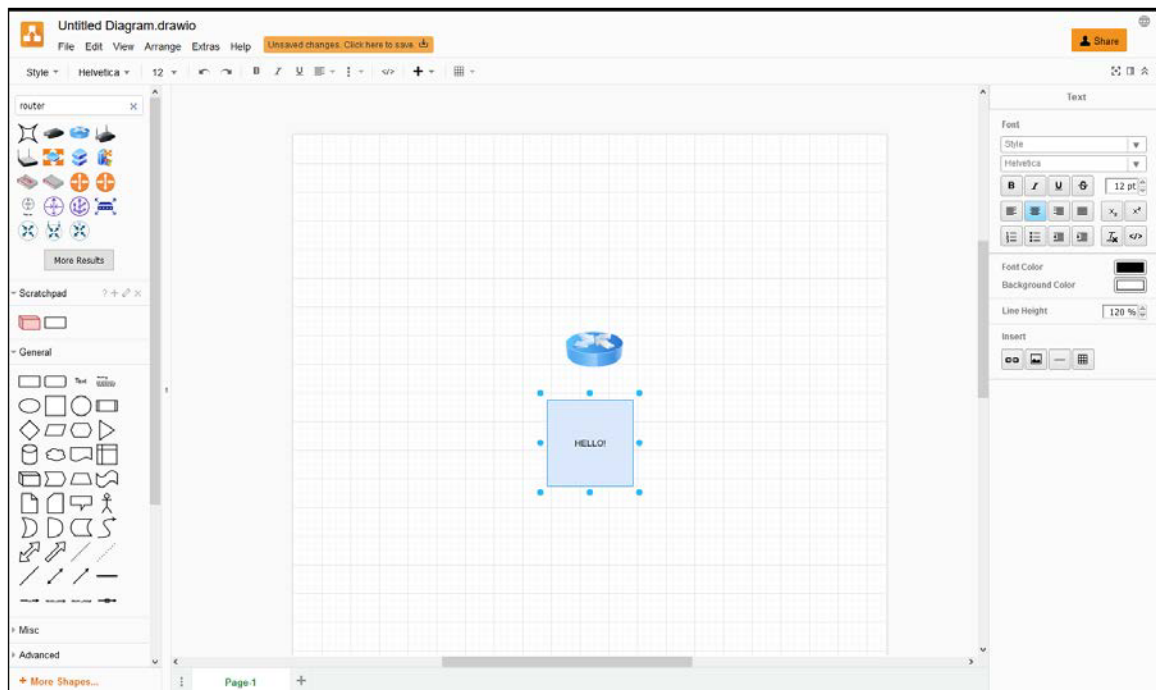 Untitled Diagram.drawio
File Edit View Arrange Extras Help Unsaved changes. Click here to save.
Share
Style Helvetica 12 B I U </>
router
More Results
Scratchpad ?
General
Text
Misc
Advanced
+ More Shapes...
HELLO!
Page-1
Text
Font
Style
Helvetica
B I U S 12 pt
</>
Font Color
Background Color
Line Height 120 %
Insert